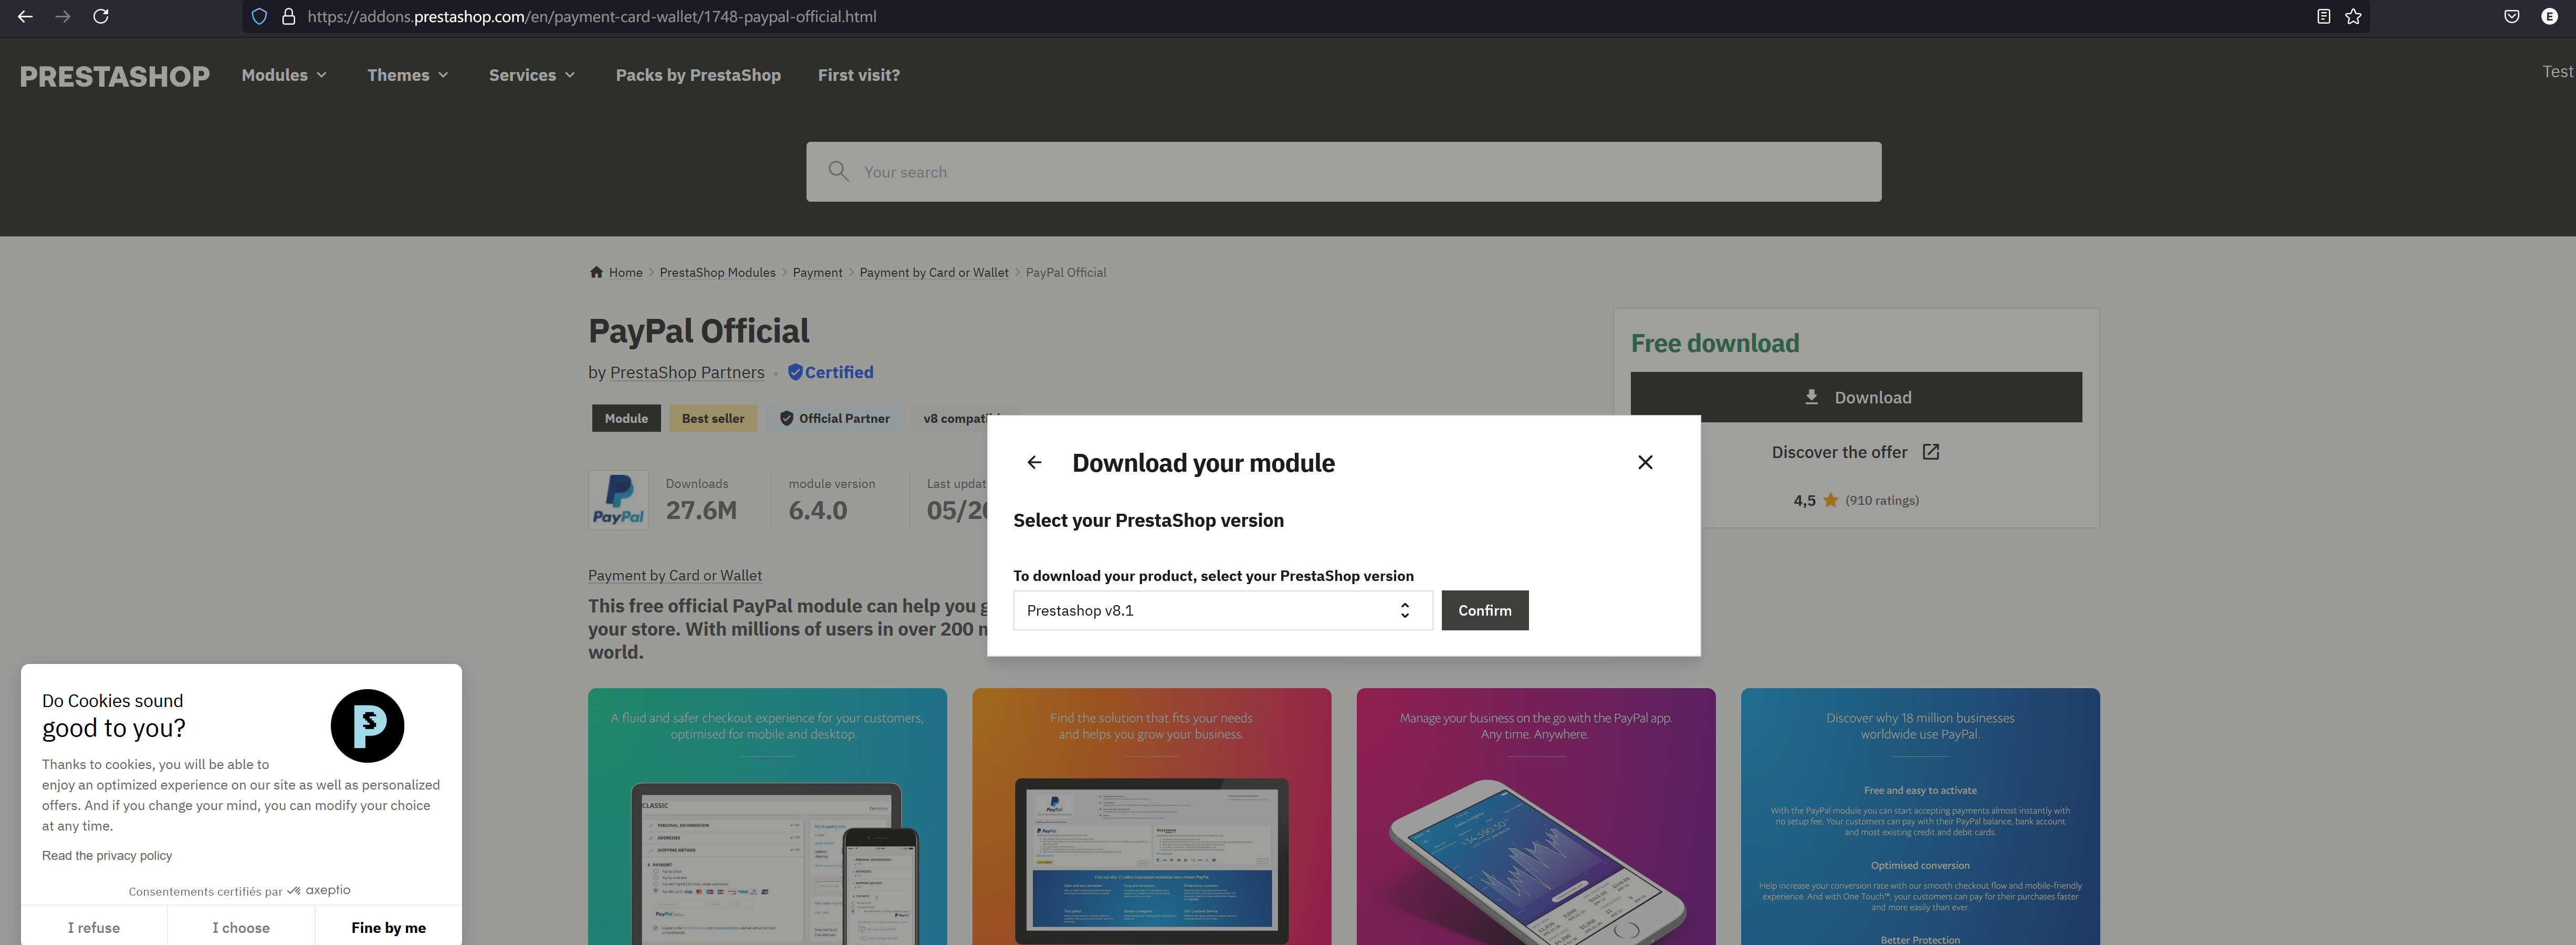 https://addons.prestashop.com/en/payment-card-wallet/1748-paypal-official.html
E
PRESTASHOP
Modules
Themes
Services
Packs by PrestaShop
First visit?
Test
Your search
Home > PrestaShop Modules > Payment > Payment by Card or Wallet > PayPal Official
PayPal Official
by PrestaShop Partners • Certified
Module
Best seller
Official Partner
v8
PayPal
Downloads
27.6M
module version
6.4.0
Last
05/2
Payment by Card or Wallet
This free official PayPal module can help you
your store. With millions of users in over 200
world.
Free download
Download
Discover the offer
4,5 (910 ratings)
Download your module
Select your PrestaShop version
To download your product, select your PrestaShop version
Prestashop v8.1
Confirm
Do Cookies sound
good to you?
Thanks to cookies, you will be able to
enjoy an optimized experience on our site as well as personalized
offers. And if you change your mind, you can modify your choice
at any time.
Read the privacy policy
Consentements certifiés par axeptio
I refuse
I choose
Fine by me
A fluid and safer checkout experience for your customers,
optimised for mobile and desktop.
CLASSIC
PERSONAL INFORMATION
ADDRESSES
SHIPPING METHOD
PAYMENT
PayPal
Find the solution that fits your needs
and helps you grow your business.
Manage your business on the go with the PayPal app.
Any time. Anywhere.
Discover why 18 million businesses
worldwide use PayPal.
Free and easy to activate
With the PayPal module you can start accepting payments almost instantly with
no setup fee. Your customers can pay with their PayPal balance, bank account
and most existing credit and debit cards.
Optimised conversion
Help increase your conversion rate with our smooth checkout flow and mobile-friendly
experience. And with One Touch™, your customers can pay for their purchases faster
and more easily than ever.
Better Protection